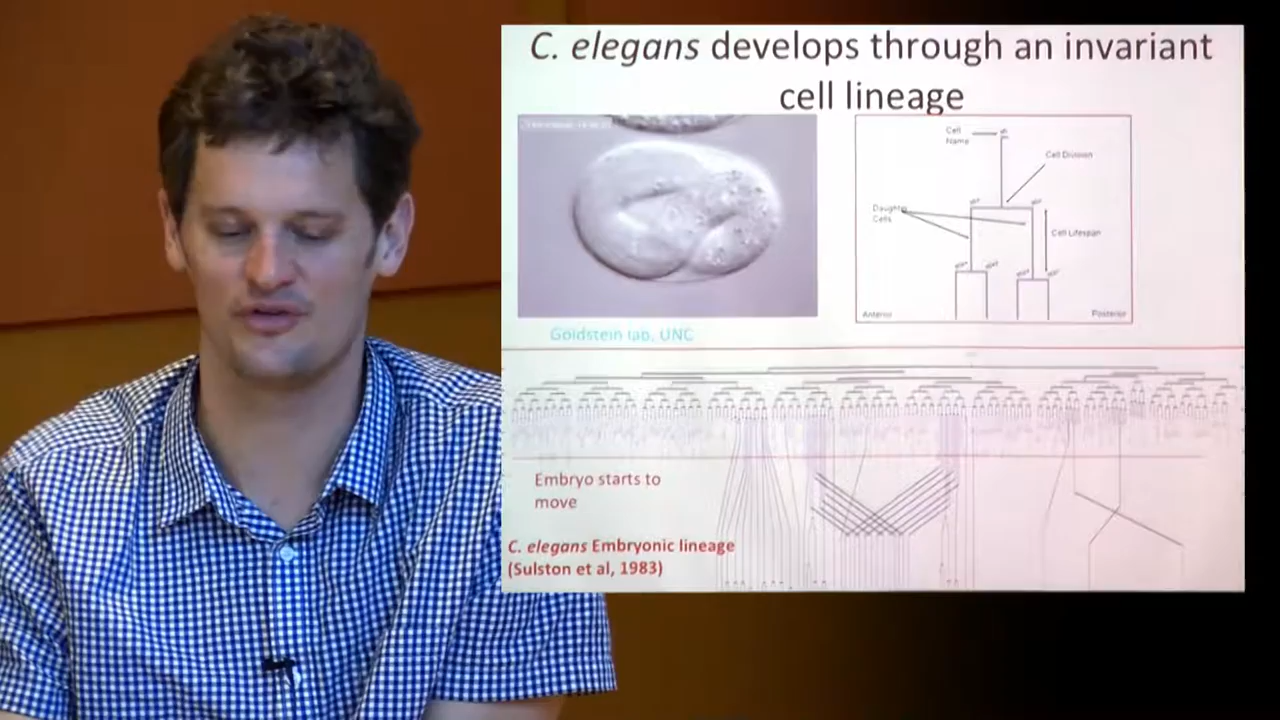 C. elegans develops through an invariant
cell lineage
Cell
Name
Cell Division
Daughter
Cells
Cell Lifespan
Anterior
Posterior
Goldstein lab, UNC
Embryo starts to
move
C. elegans Embryonic lineage
(Sulston et al, 1983)